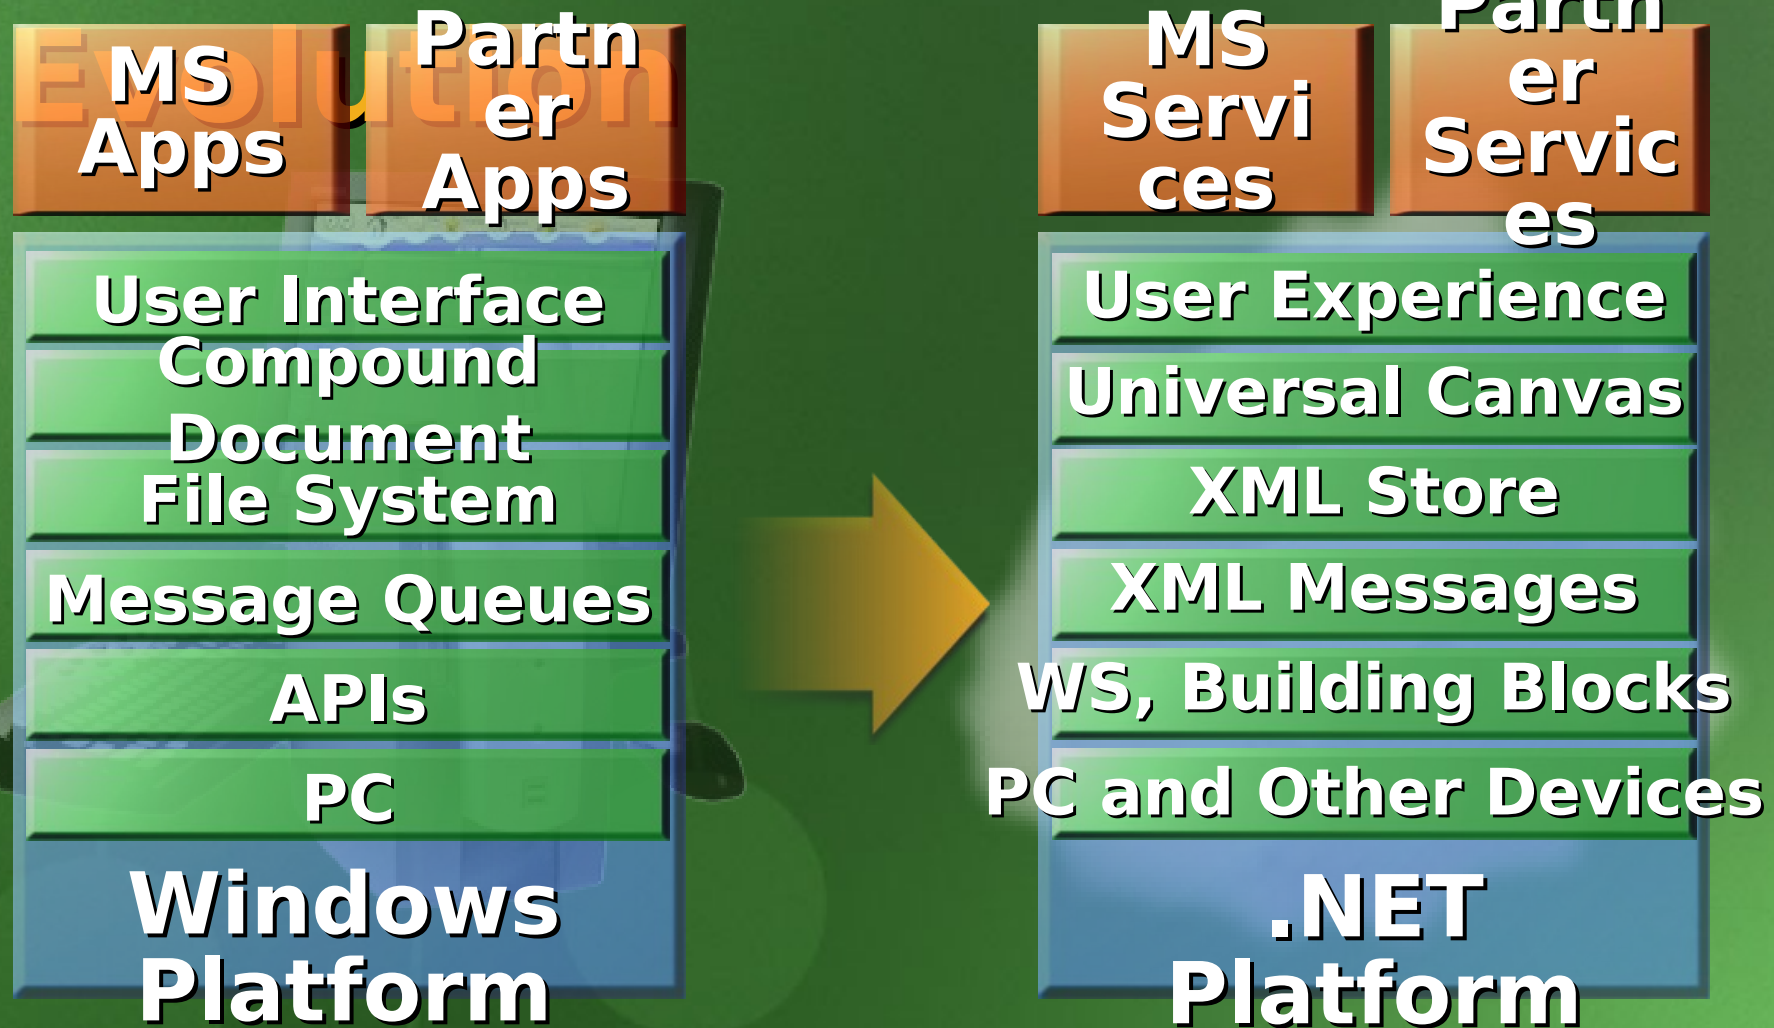 Evolution
MS
Apps
Partn
er
Apps
User Interface
Compound
Document
File System
Message Queues
APIs
PC
Windows
Platform
MS
Servi
ces
Partn
er
Servic
es
User Experience
Universal Canvas
XML Store
XML Messages
WS, Building Blocks
PC and Other Devices
.NET
Platform